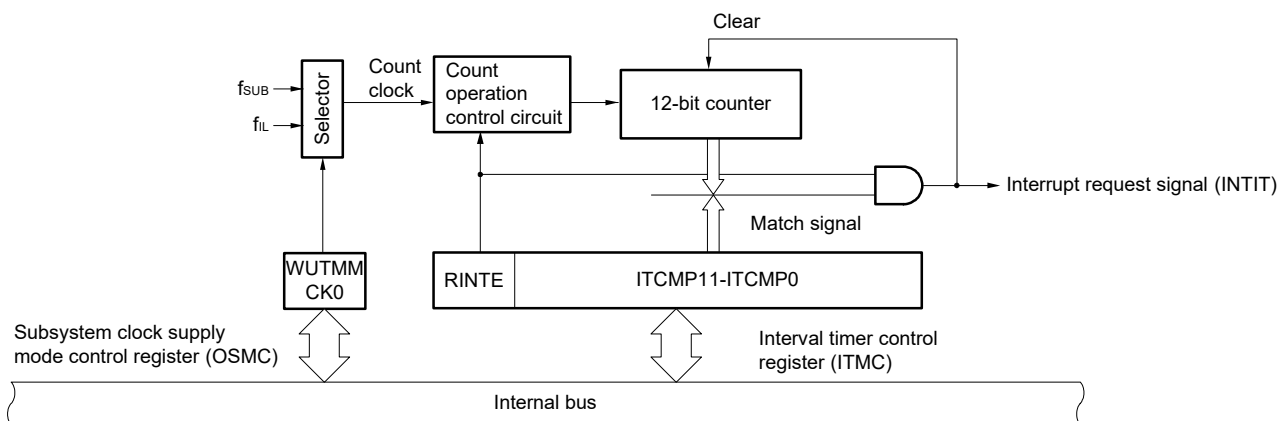 Clear
Count
clock
Count
operation
control circuit
12-bit counter
fSUB
fIL
Selector
Interrupt request signal (INTIT)
Match signal
WUTMM
CK0
RINTE
ITCMP11-ITCMP0
Subsystem clock supply
mode control register (OSMC)
Interval timer control
register (ITMC)
Internal bus